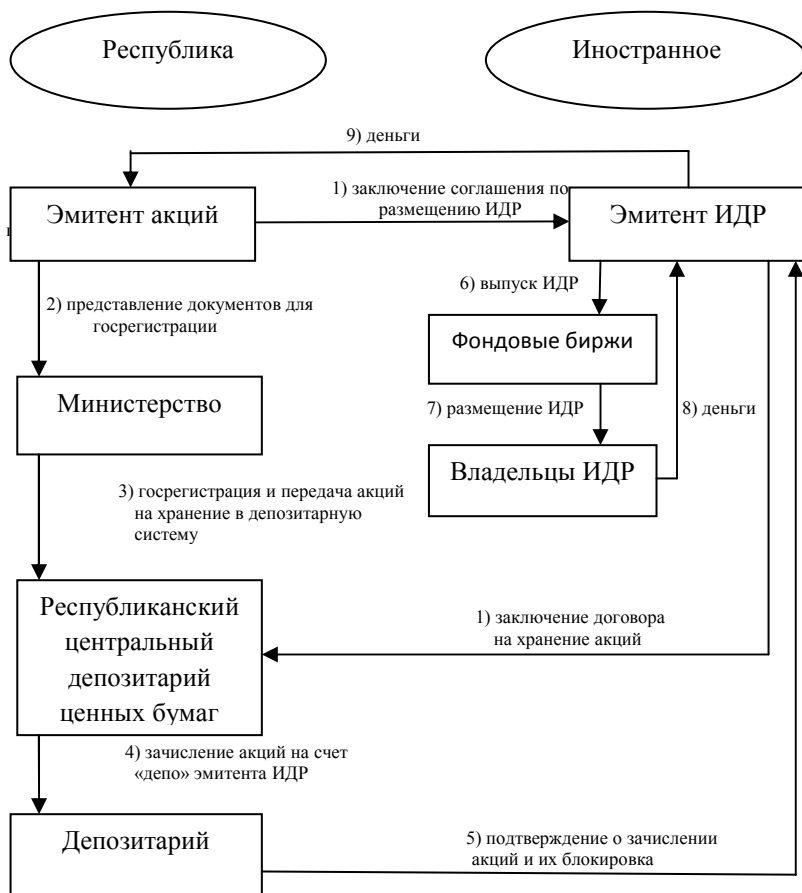 Республика
Иностранное
9) деньги
Эмитент акций
1) заключение соглашения по
размещению ИДР
Эмитент ИДР
2) представление документов для
госрегистрации
6) выпуск ИДР
Фондовые биржи
Министерство
7) размещение ИДР
8) деньги
Владельцы ИДР
3) госрегистрация и передача акций
на хранение в депозитарную
систему
Республиканский
центральный
депозитарий
ценных бумаг
1) заключение договора
на хранение акций
4) зачисление акций на счет
«депо» эмитента ИДР
Депозитарий
5) подтверждение о зачислении
акций и их блокировка